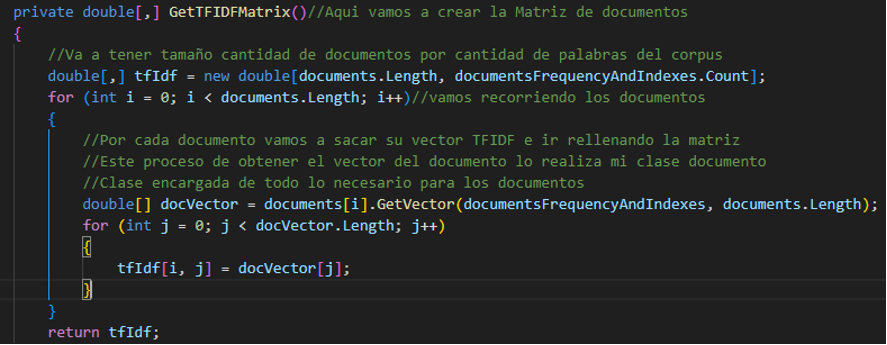 private double[,] GetTFIDFMatrix()//Aqui vamos a crear la Matriz de documentos
{
//Va a tener tamaño cantidad de documentos por cantidad de palabras del corpus
double[,] tfIdf = new double[documents.Length, documentsFrequencyAndIndexes.Count];
for (int i = 0; i < documents.Length; i++)//vamos recorriendo los documentos
{
//Por cada documento vamos a sacar su vector TFIDF e ir rellenando la matriz
//Este proceso de obtener el vector del documento lo realiza mi clase documento
//Clase encargada de todo lo necesario para los documentos
double[] docVector = documents[i].GetVector(documentsFrequencyAndIndexes, documents.Length);
for (int j = 0; j < docVector.Length; j++)
{
tfIdf[i, j] = docVector[j];
}
}
return tfIdf;